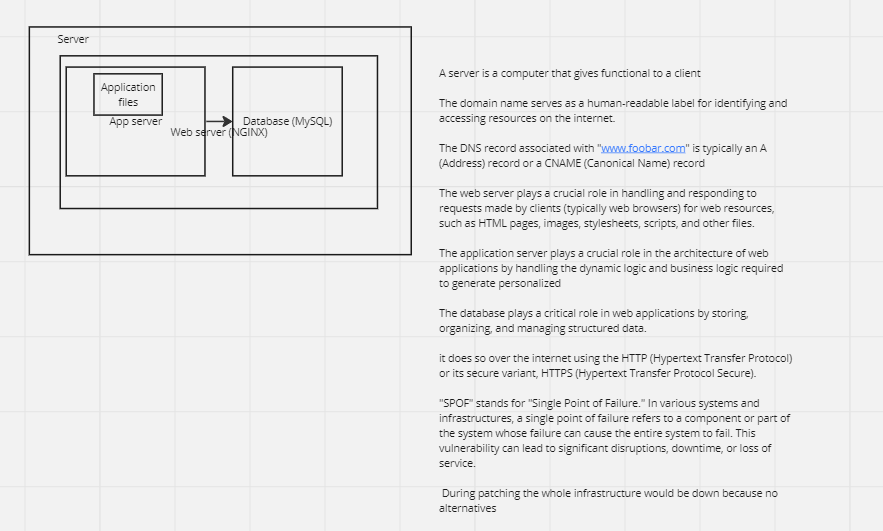 Server
Application
files
App server
Web server (NGINX)
Database (MySQL)
A server is a computer that gives functional to a client
The domain name serves as a human-readable label for identifying and
accessing resources on the internet.
The DNS record associated with "www.foobar.com" is typically an A
(Address) record or a CNAME (Canonical Name) record
The web server plays a crucial role in handling and responding to
requests made by clients (typically web browsers) for web resources,
such as HTML pages, images, stylesheets, scripts, and other files.
The application server plays a crucial role in the architecture of web
applications by handling the dynamic logic and business logic required
to generate personalized
The database plays a critical role in web applications by storing,
organizing, and managing structured data.
it does so over the internet using the HTTP (Hypertext Transfer Protocol)
or its secure variant, HTTPS (Hypertext Transfer Protocol Secure).
"SPOF" stands for "Single Point of Failure." In various systems and
infrastructures, a single point of failure refers to a component or part of
the system whose failure can cause the entire system to fail. This
vulnerability can lead to significant disruptions, downtime, or loss of
service.
During patching the whole infrastructure would be down because no
alternatives